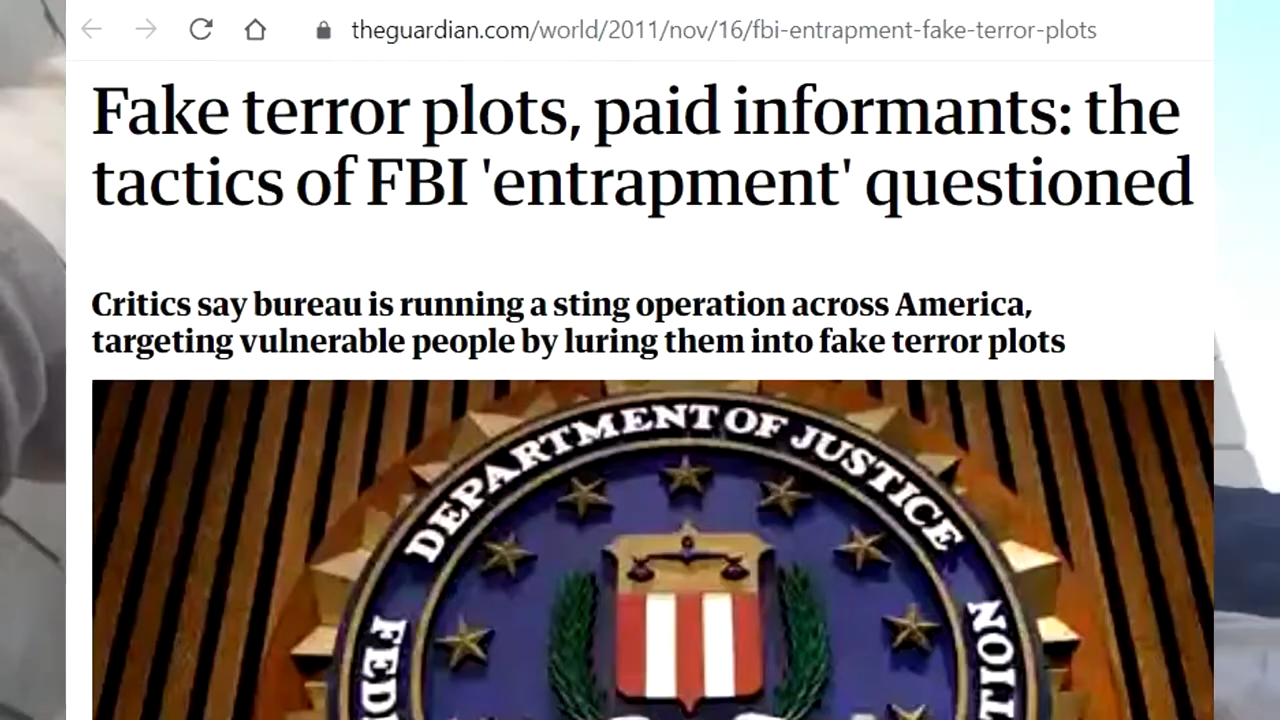 theguardian.com/world/2011/nov/16/fbi-entrapment-fake-terror-plots
Fake terror plots, paid informants: the
tactics of FBI 'entrapment' questioned
Critics say bureau is running a sting operation across America,
targeting vulnerable people by luring them into fake terror plots
DEPARTMENT OF JUSTICE